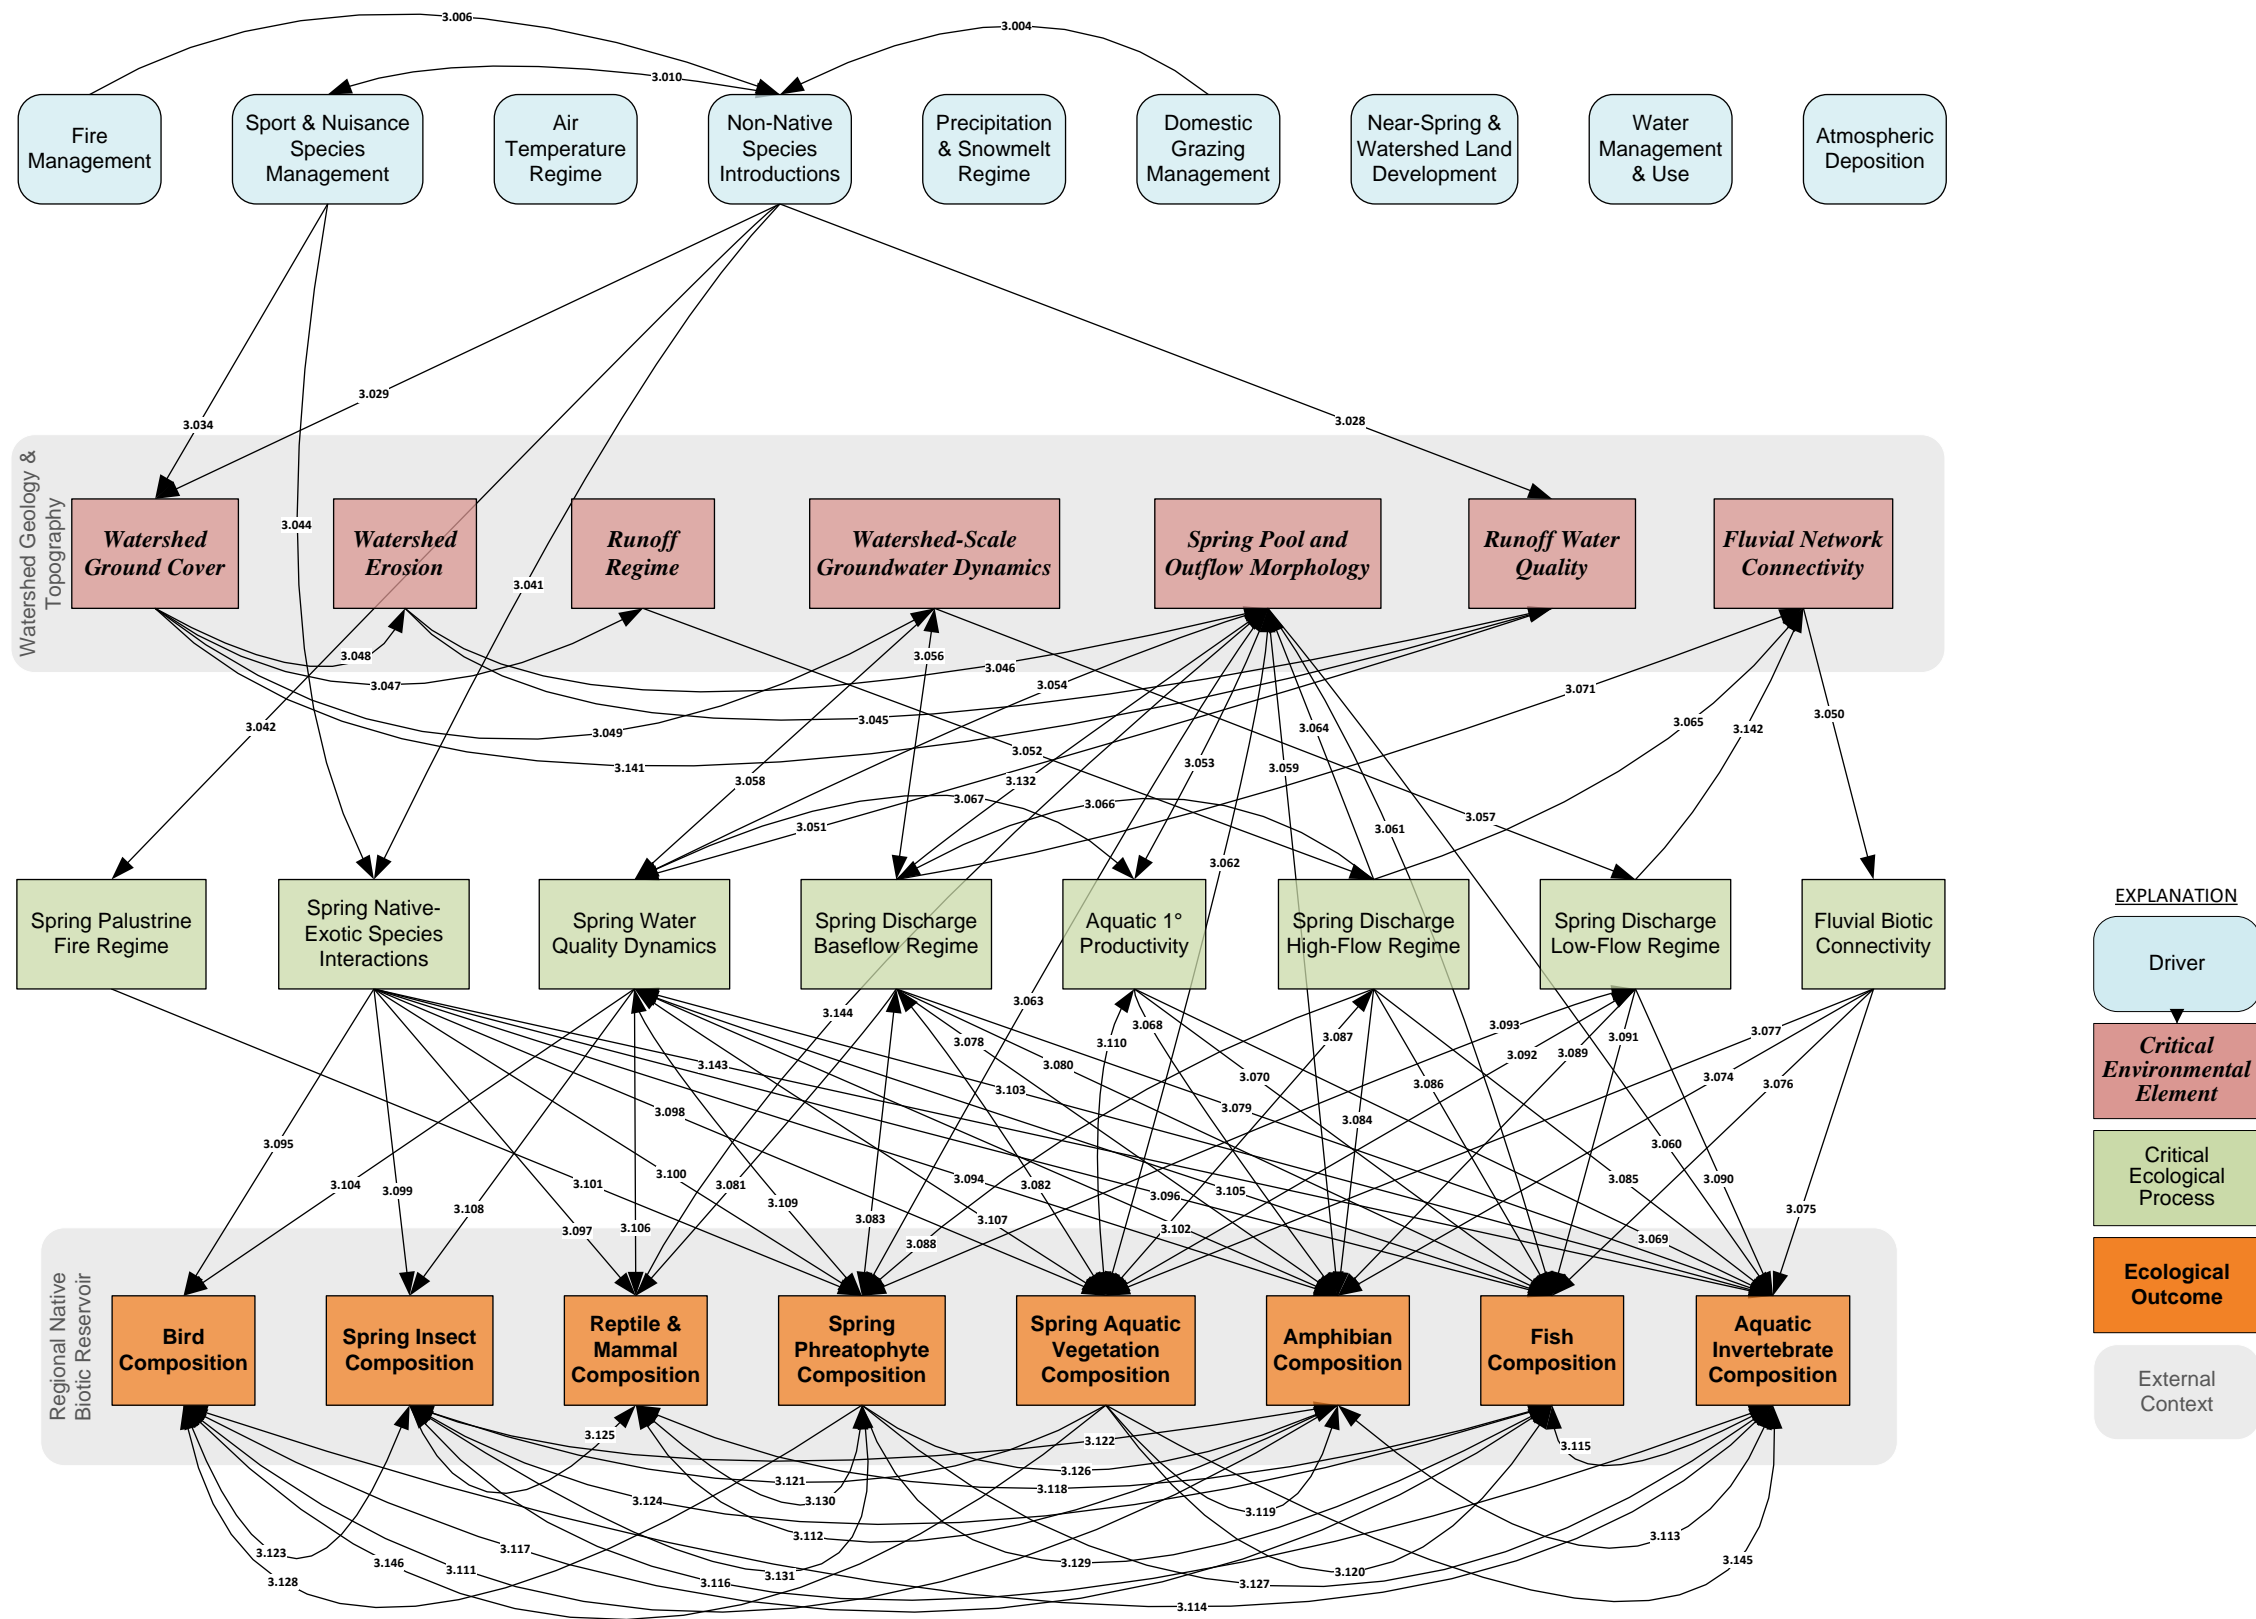 3.006
3.004
3.010
Fire
Management
Sport & Nuisance
Species
Management
Air
Temperature
Regime
Non-Native
Species
Introductions
Precipitation
& Snowmelt
Regime
Domestic
Grazing
Management
Near-Spring &
Watershed Land
Development
Water
Management
& Use
Atmospheric
Deposition
3.029
3.034
3.028
Watershed Geology &
Topography
3.044
3.041
Watershed
Ground Cover
Watershed
Erosion
Runoff
Regime
Watershed-Scale
Groundwater Dynamics
Spring Pool and
Outflow Morphology
Runoff Water
Quality
Fluvial Network
Connectivity
3.048
3.056
3.046
3.047
3.054
3.071
3.042
3.049
3.045
3.064
3.065
3.142
3.050
3.141
3.052
3.053
3.059
3.058
3.132
3.067
3.066
3.051
3.057
3.061
3.062
Spring Palustrine
Fire Regime
Spring Native-
Exotic Species
Interactions
Spring Water
Quality Dynamics
Spring Discharge
Baseflow Regime
Aquatic 1°
Productivity
Spring Discharge
High-Flow Regime
Spring Discharge
Low-Flow Regime
Fluvial Biotic
Connectivity
3.144
3.063
3.068
3.110
3.078
3.087
3.093
3.092
3.091
3.089
3.077
3.074
3.076
3.143
3.080
3.103
3.070
3.086
3.098
3.079
3.084
3.095
3.060
3.104
3.101
3.099
3.100
3.081
3.094
3.082
3.096
3.105
3.085
3.090
3.108
3.109
3.097
3.106
3.083
3.107
3.102
3.088
3.069
3.075
Regional Native
Biotic Reservoir
Bird
Composition
Spring Insect
Composition
Reptile &
Mammal
Composition
Spring
Phreatophyte
Composition
Spring Aquatic
Vegetation
Composition
Amphibian
Composition
Fish
Composition
Aquatic
Invertebrate
Composition
3.125
3.122
3.115
3.121
3.126
3.118
3.124
3.130
3.119
3.112
3.113
3.123
3.117
3.146
3.111
3.129
3.145
3.128
3.116
3.131
3.120
3.127
3.114
EXPLANATION
Driver
Critical
Environmental
Element
Critical
Ecological
Process
Ecological
Outcome
External
Context